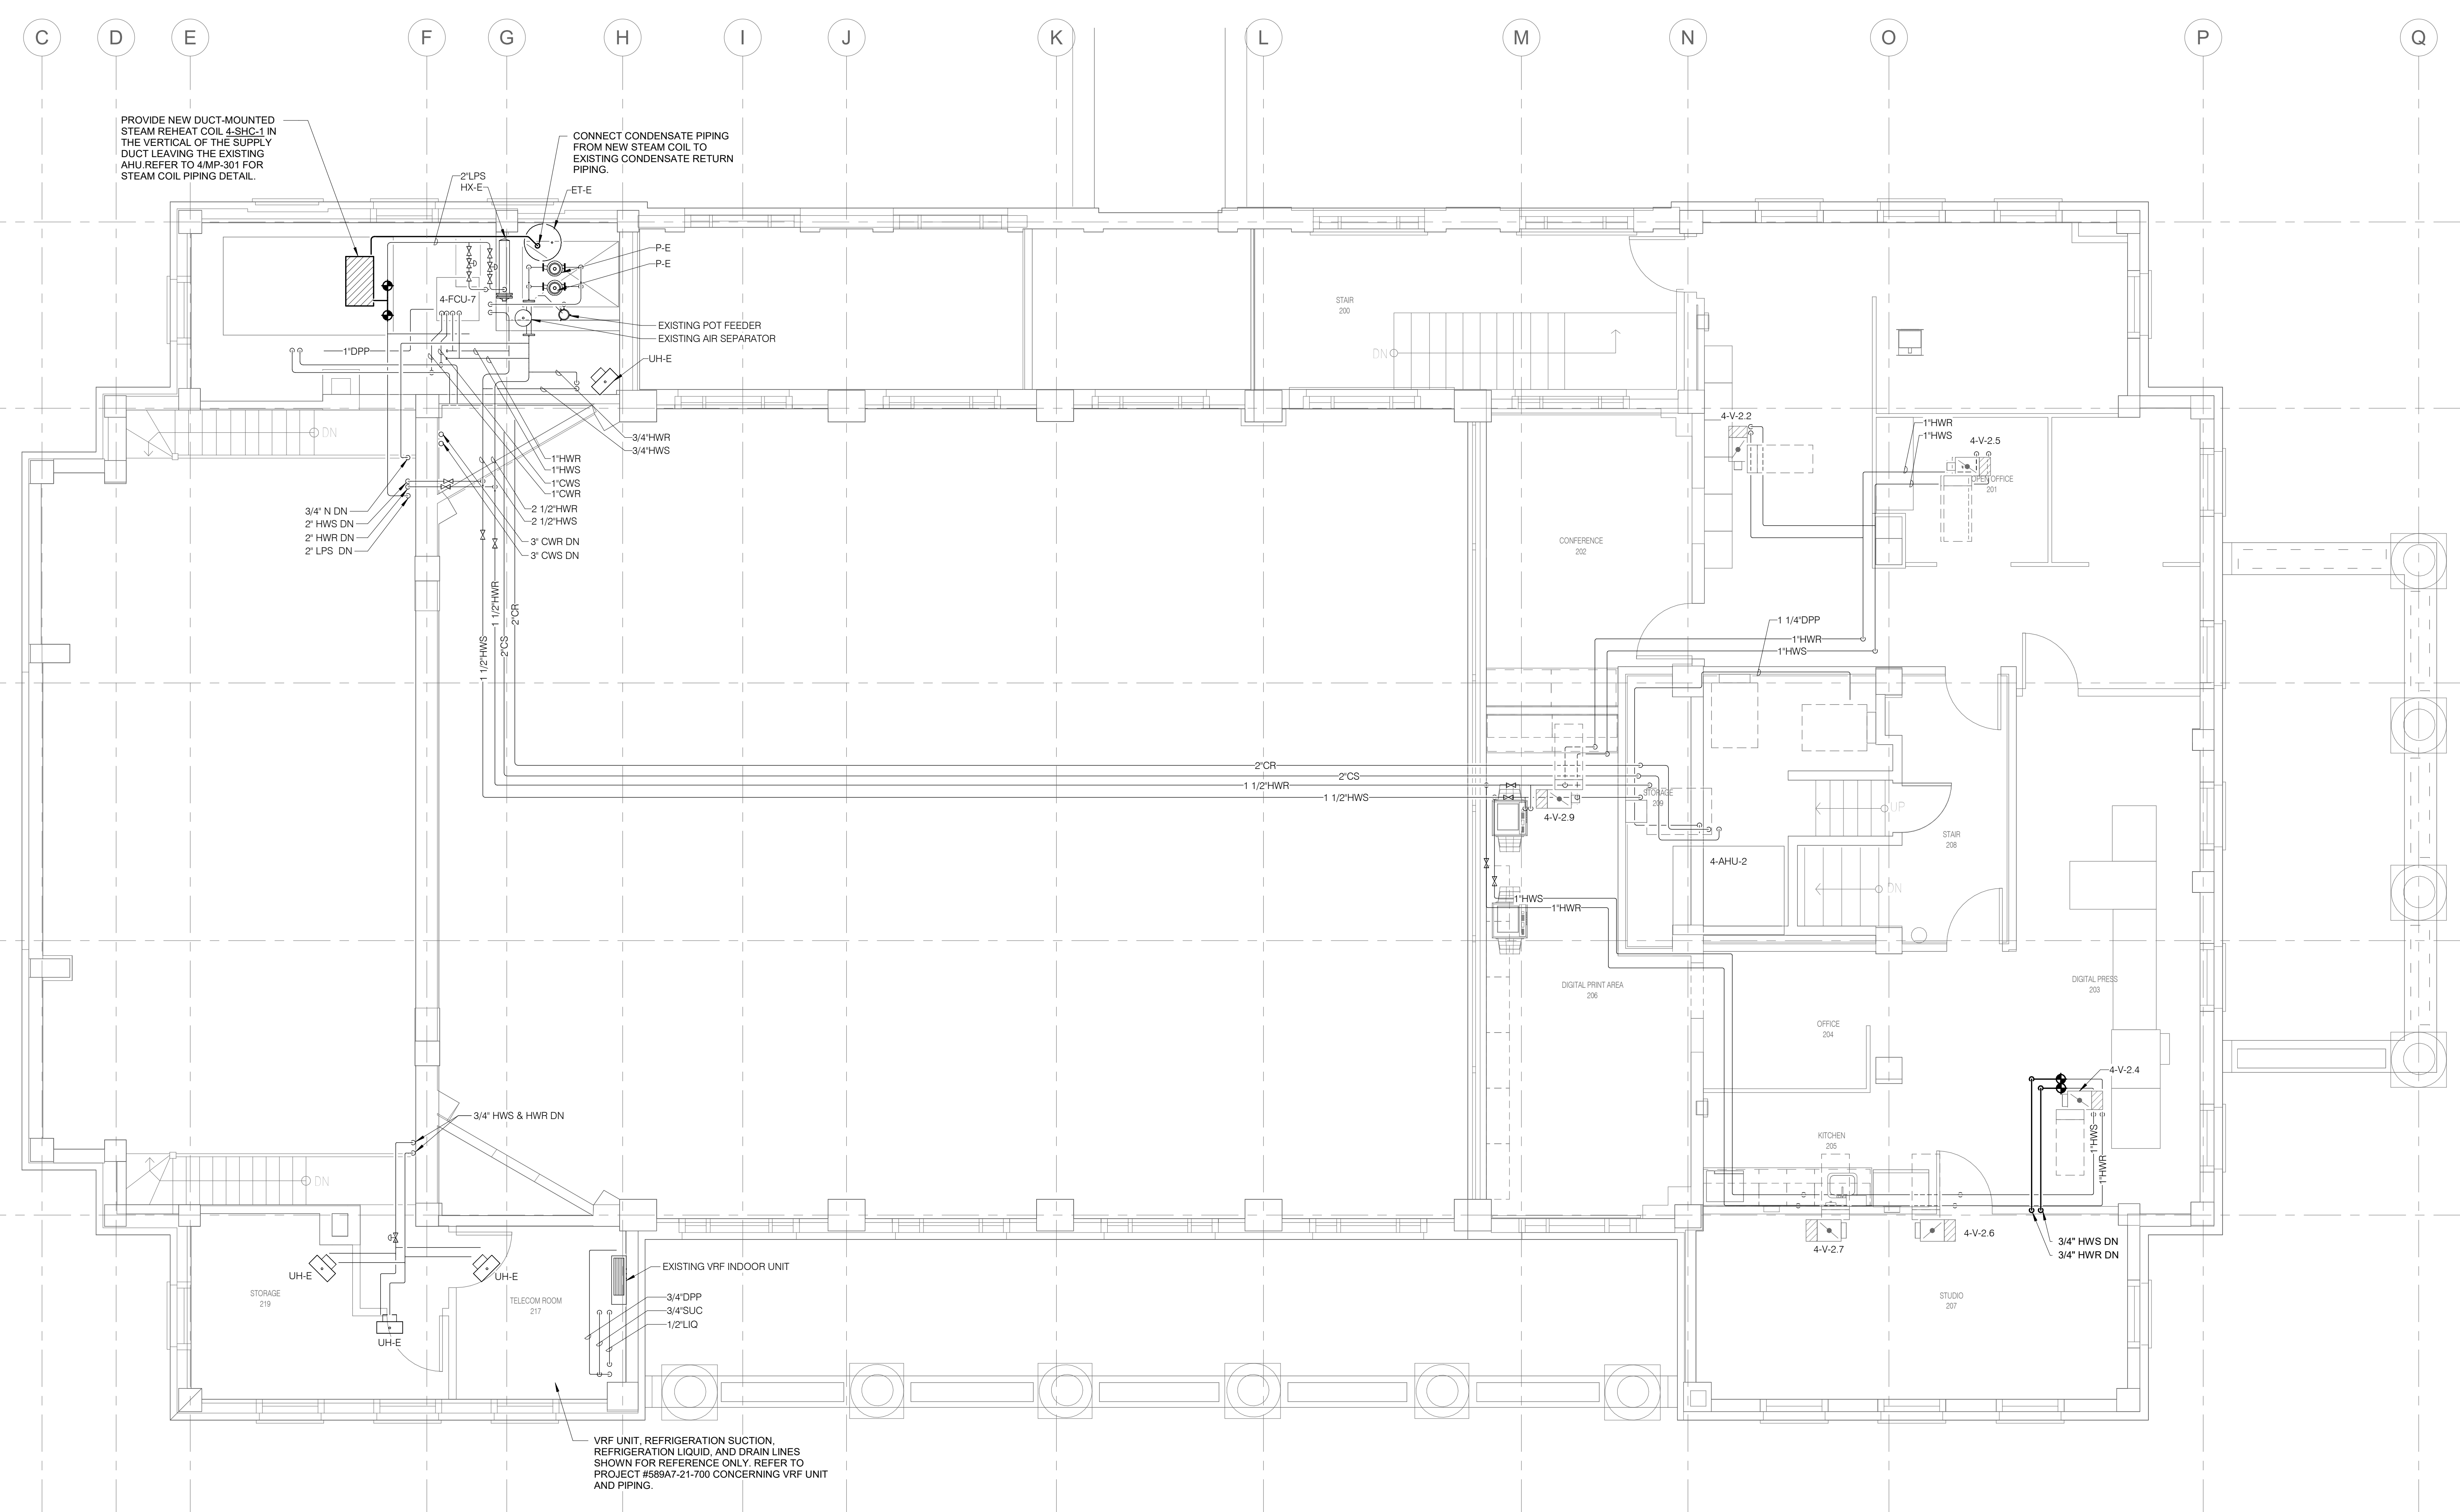 C
D
E
F
G
H
I
J
K
L
M
N
O
P
Q
PROVIDE NEW DUCT-MOUNTED
STEAM REHEAT COIL 4-SHC-1 IN
THE VERTICAL OF THE SUPPLY
DUCT LEAVING THE EXISTING
AHU.REFER TO 4/MP-301 FOR
STEAM COIL PIPING DETAIL.
CONNECT CONDENSATE PIPING
FROM NEW STEAM COIL TO
EXISTING CONDENSATE RETURN
PIPING.
2"LPS
HX-E
ET-E
P-E
P-E
4-FCU-7
EXISTING POT FEEDER
EXISTING AIR SEPARATOR
UH-E
1"DPP
STAIR
200
DN
DN
3/4"HWR
3/4"HWS
1"HWR
1"HWS
1"CWS
1"CWR
2 1/2"HWR
2 1/2"HWS
3" CWR DN
3" CWS DN
3/4" N DN
2" HWS DN
2" HWR DN
2" LPS DN
1 1/2"HWS
1 1/2"HWR
2"CS
2"CR
4-V-2.2
1"HWR
1"HWS
4-V-2.5
OPEN OFFICE
201
CONFERENCE
202
1 1/4"DPP
1"HWR
1"HWS
2"CR
2"CS
1 1/2"HWR
1 1/2"HWS
4-V-2.9
STORAGE
209
UP
STAIR
208
4-AHU-2
DN
1"HWS
1"HWR
DIGITAL PRINT AREA
206
DIGITAL PRESS
203
OFFICE
204
4-V-2.4
1"HWS
1"HWR
KITCHEN
205
3/4" HWS & HWR DN
DN
4-V-2.7
4-V-2.6
3/4" HWS DN
3/4" HWR DN
STUDIO
207
UH-E
UH-E
UH-E
STORAGE
219
TELECOM ROOM
217
EXISTING VRF INDOOR UNIT
3/4"DPP
3/4"SUC
1/2"LIQ
VRF UNIT, REFRIGERATION SUCTION,
REFRIGERATION LIQUID, AND DRAIN LINES
SHOWN FOR REFERENCE ONLY. REFER TO
PROJECT #589A7-21-700 CONCERNING VRF UNIT
AND PIPING.